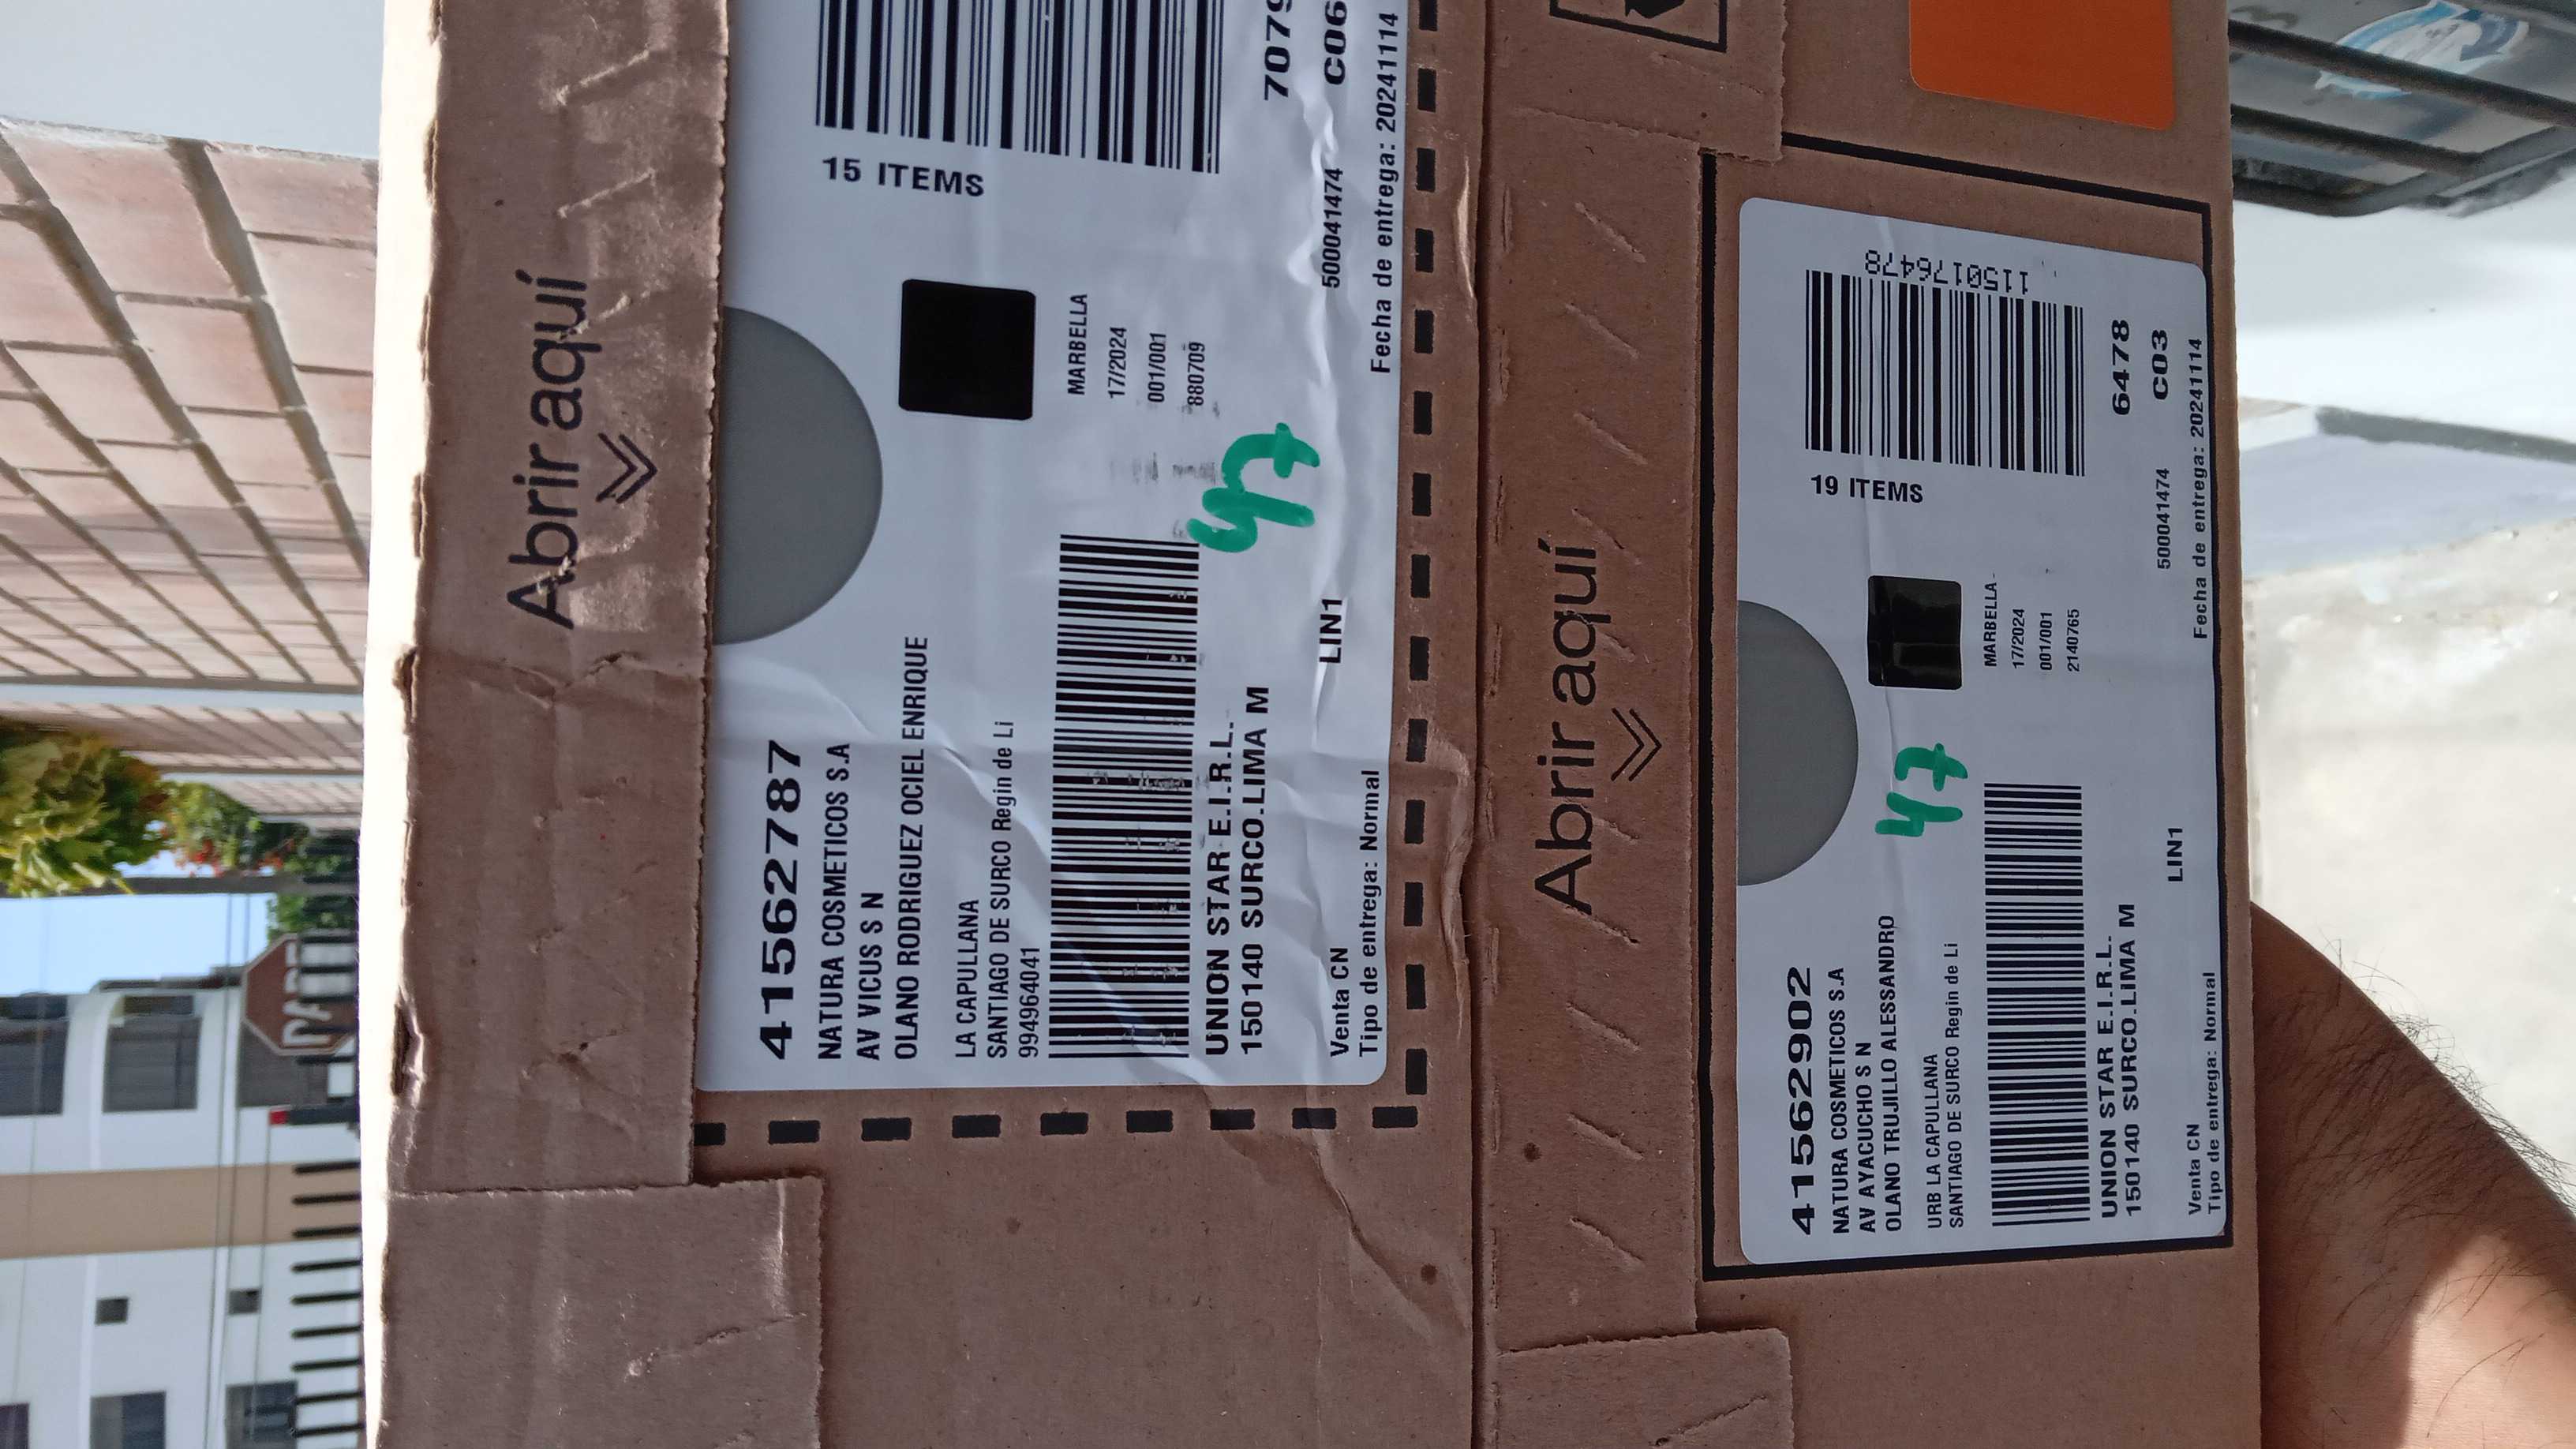 Abrir aquí
41562787
NATURA COSMETICOS S.A
AV VICUS S N
OLANO RODRIGUEZ OCIEL ENRIQUE
LA CAPULLANA
SANTIAGO DE SURCO Regin de Li
994964041
UNION STAR E.I.R.L.
150140 SURCO.LIMA M
Venta CN
LIN1
Tipo de entrega: Normal
15 ITEMS
MARBELLA
17/2024
001/001
880709
7079
C06
500041474
Fecha de entrega: 20241114
Abrir aquí
41562902
NATURA COSMETICOS S.A
AV AYACUCHO S N
OLANO TRUJILLO ALESSANDRO
URB LA CAPULLANA
SANTIAGO DE SURCO Regin de Li
UNION STAR E.I.R.L.
150140 SURCO.LIMA M
Venta CN
LIN1
Tipo de entrega: Normal
1150176478
19 ITEMS
MARBELLA
17/2024
001/001
2140765
6478
C03
500041474
Fecha de entrega: 20241114
PARE